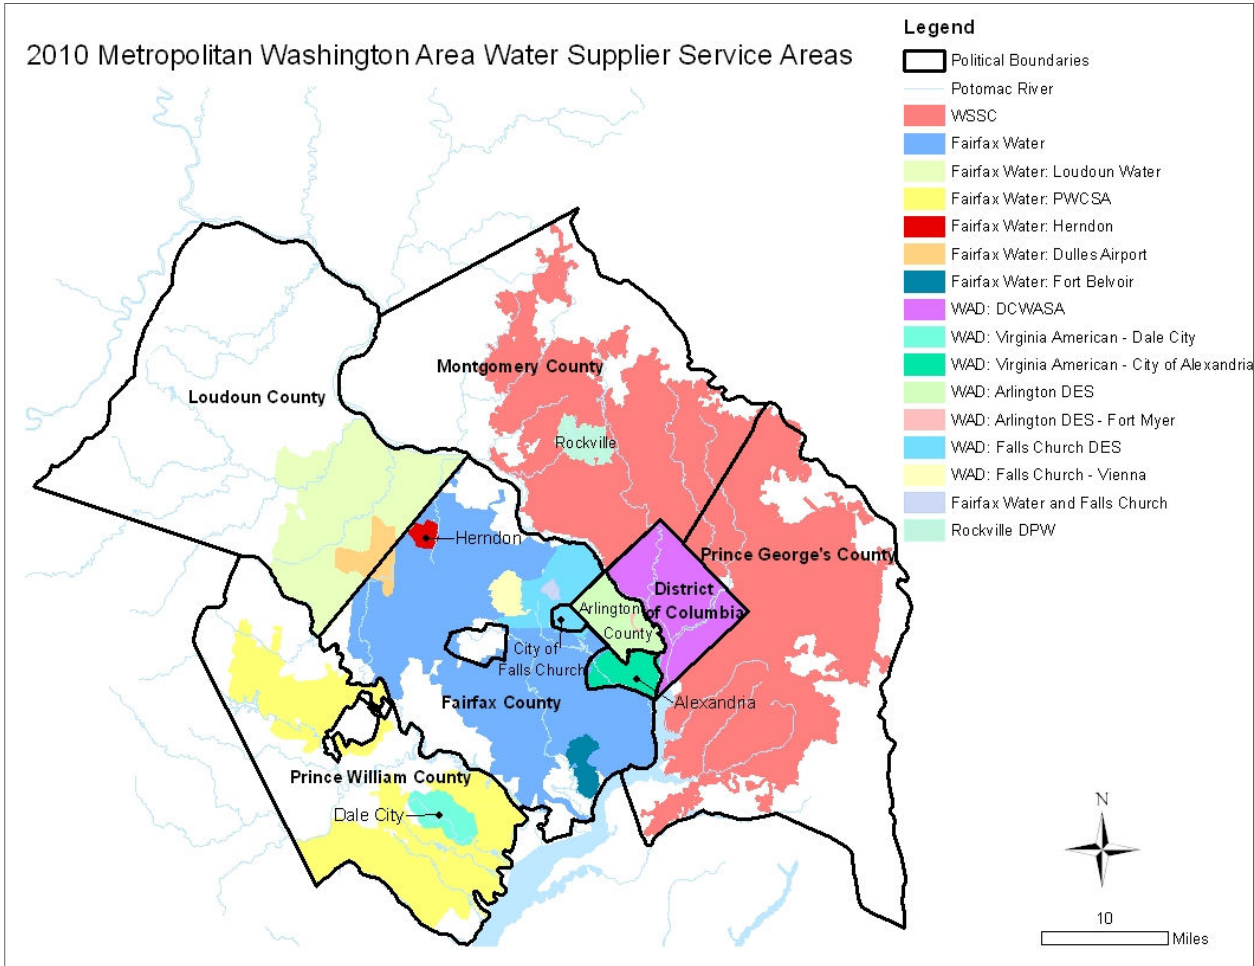 2010 Metropolitan Washington Area Water Supplier Service Areas
Legend
Political Boundaries
Potomac River
WSSC
Fairfax Water
Fairfax Water: Loudoun Water
Fairfax Water: PWCSA
Fairfax Water: Herndon
Fairfax Water: Dulles Airport
Fairfax Water: Fort Belvoir
WAD: DCWASA
WAD: Virginia American - Dale City
WAD: Virginia American - City of Alexandria
WAD: Arlington DES
WAD: Arlington DES - Fort Myer
WAD: Falls Church DES
WAD: Falls Church - Vienna
Fairfax Water and Falls Church
Rockville DPW
Montgomery County
Loudoun County
Rockville
Herndon
Prince George's County
District
of Columbia
Arlington
County
City of
Falls Church
Fairfax County
Alexandria
Prince William County
Dale City
N
10
Miles